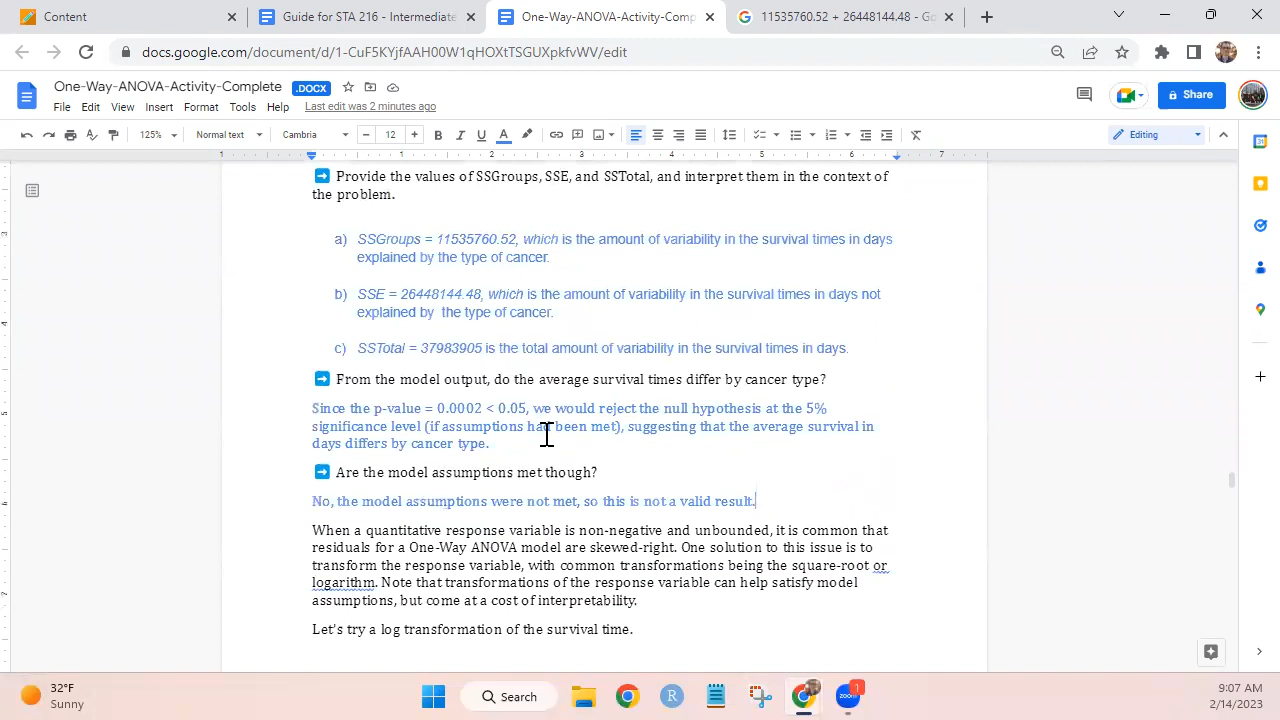 Content
Guide for STA 216 - Intermediate
One-Way-ANOVA-Activity-Comp
11535760.52 + 26448144.48 - Go
docs.google.com/document/d/1-CuF5KYjfAAH00W1qHOXtTSGUXpkfvWV/edit
One-Way-ANOVA-Activity-Complete .DOCX
File Edit View Insert Format Tools Help Last edit was 2 minutes ago
Share
125% Normal text Cambria 12 Editing
1 1 2 3 4 5 6 7
Provide the values of SSGroups, SSE, and SSTotal, and interpret them in the context of
the problem.
a) SSGroups = 11535760.52, which is the amount of variability in the survival times in days
explained by the type of cancer.
b) SSE = 26448144.48, which is the amount of variability in the survival times in days not
explained by the type of cancer.
c) SSTotal = 37983905 is the total amount of variability in the survival times in days.
From the model output, do the average survival times differ by cancer type?
Since the p-value = 0.0002 < 0.05, we would reject the null hypothesis at the 5%
significance level (if assumptions had been met), suggesting that the average survival in
days differs by cancer type.
Are the model assumptions met though?
No, the model assumptions were not met, so this is not a valid result.
When a quantitative response variable is non-negative and unbounded, it is common that
residuals for a One-Way ANOVA model are skewed-right. One solution to this issue is to
transform the response variable, with common transformations being the square-root or
logarithm. Note that transformations of the response variable can help satisfy model
assumptions, but come at a cost of interpretability.
Let's try a log transformation of the survival time.
32°F
Sunny
Search
R
zoom
1
9:07 AM
2/14/2023